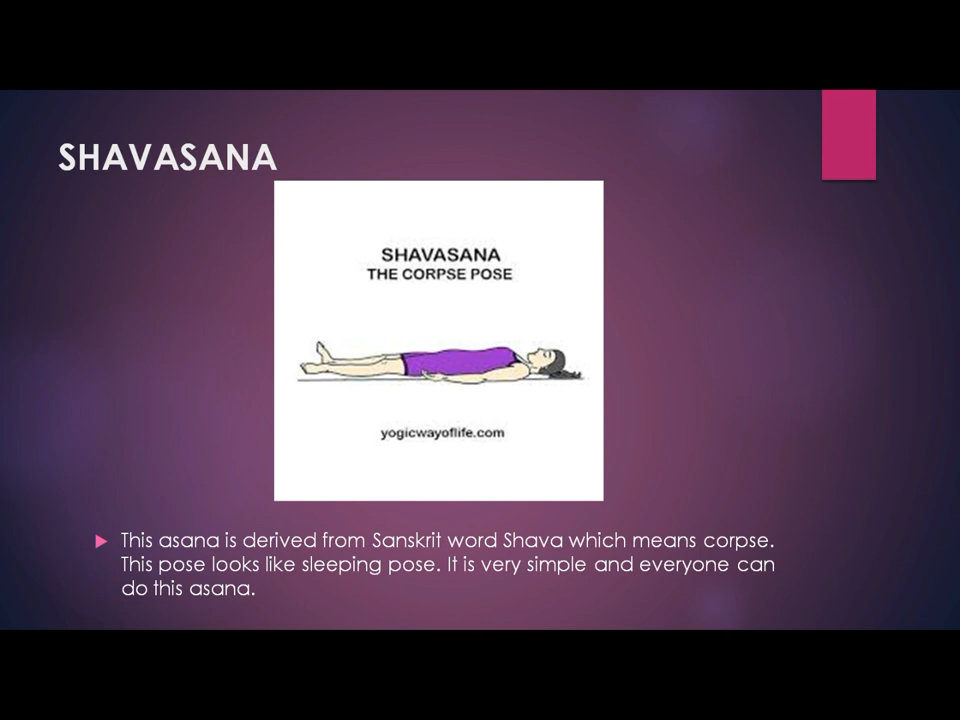 SHAVASANA
SHAVASANA
THE CORPSE POSE
yogicwayoflife.com
This asana is derived from Sanskrit word Shava which means corpse.
This pose looks like sleeping pose. It is very simple and everyone can
do this asana.